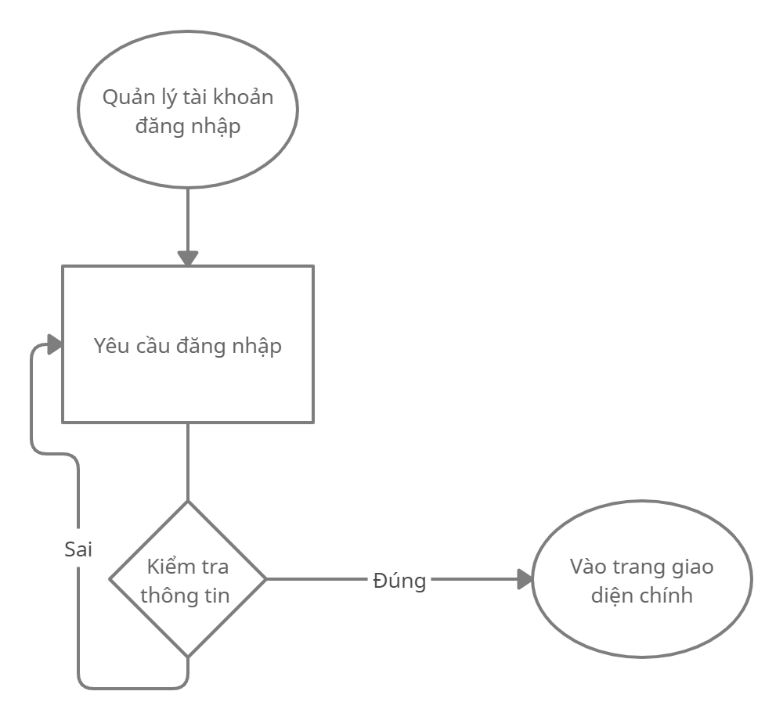 Quản lý tài khoản
đăng nhập
Yêu cầu đăng nhập
Sai
Kiểm tra
thông tin
Đúng
Vào trang giao
diện chính